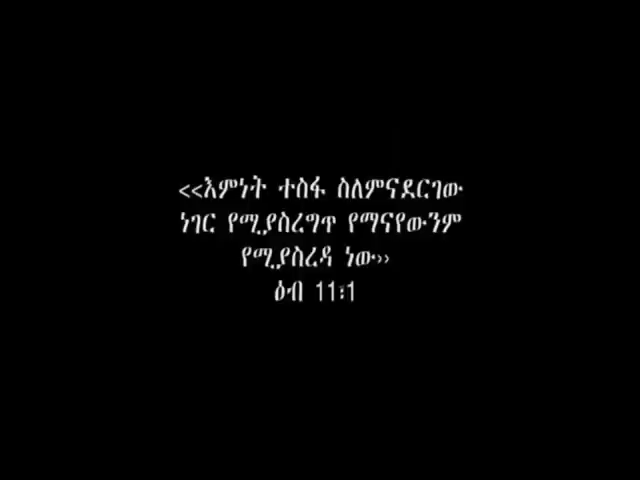 <<እምነት ተስፋ ስለምናደርገው
ነገር የሚያስረግጥ የማናየውንም
የሚያስረዳ ነው››
ዕብ 11፣1